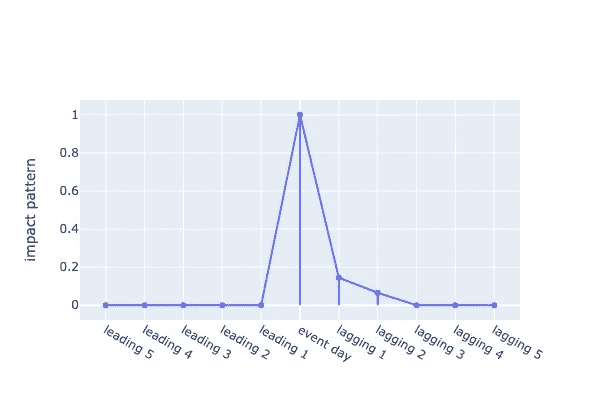 impact pattern
1
0.8
0.6
0.4
0.2
0
leading 5
leading 4
leading 3
leading 2
leading 1
event day
lagging 1
lagging 2
lagging 3
lagging 4
lagging 5